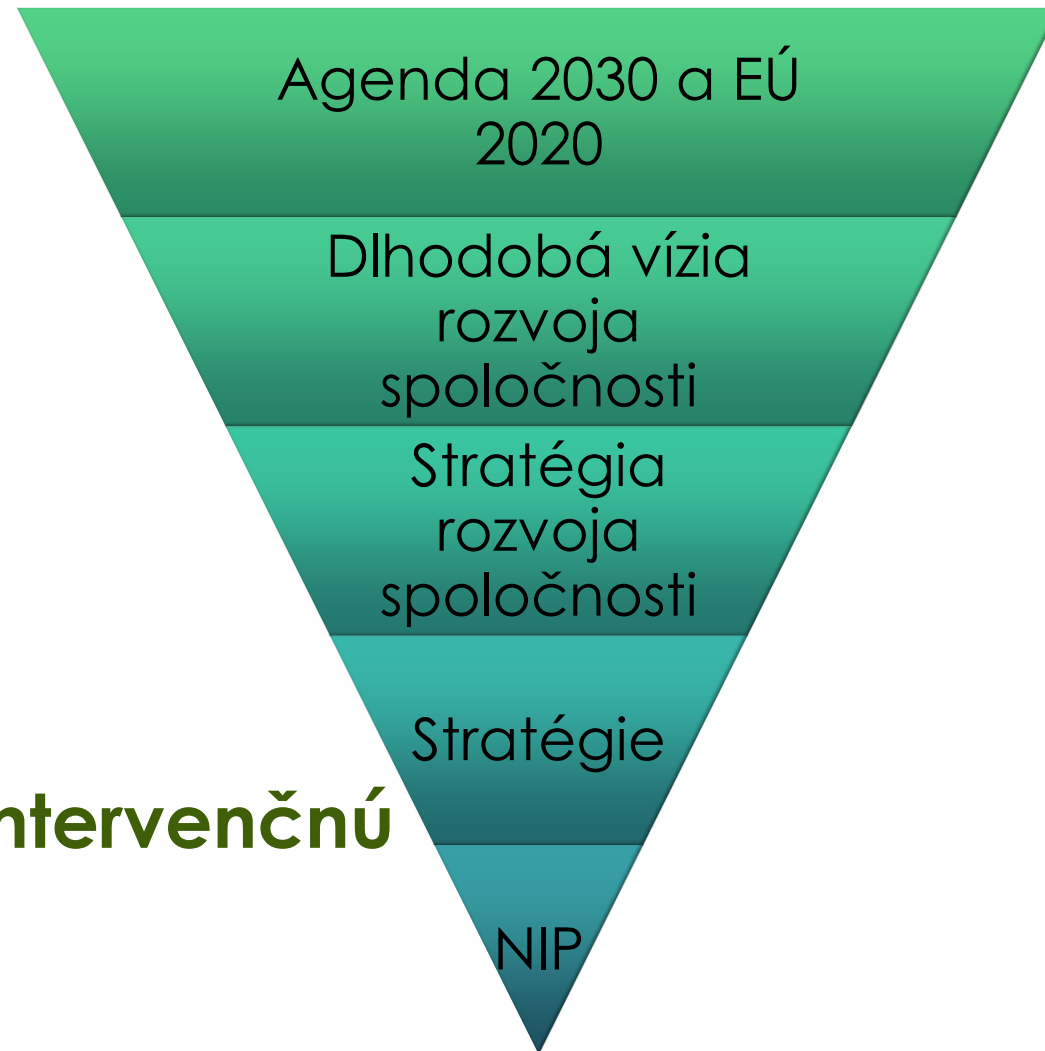 Agenda 2030 a EÚ
2020
Dlhodobá vízia
rozvoja
spoločnosti
Stratégia
rozvoja
spoločnosti
Stratégie
ntervenčnú
NIP